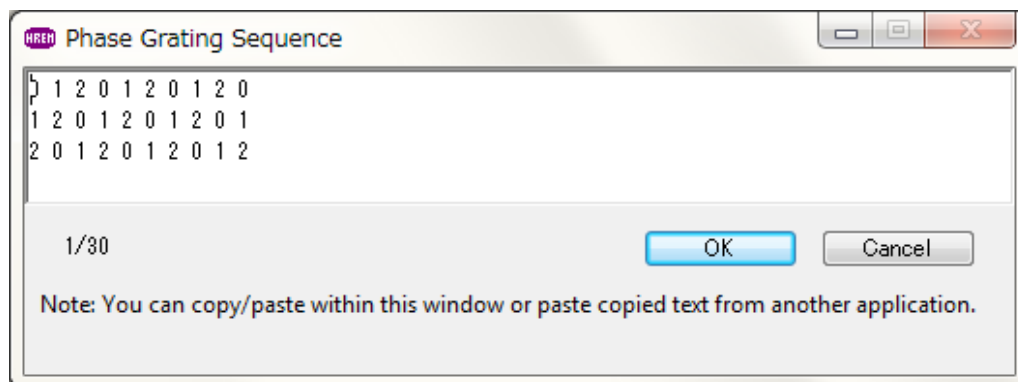 HREM Phase Grating Sequence
0 1 2 0 1 2 0 1 2 0
1 2 0 1 2 0 1 2 0 1
2 0 1 2 0 1 2 0 1 2
1/30 OK Cancel
Note: You can copy/paste within this window or paste copied text from another application.